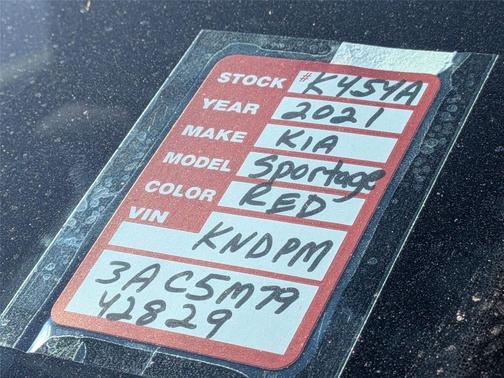 STOCK # K454A
YEAR 2021
MAKE KIA
MODEL Sportage
COLOR RED
VIN KNDPM
3AC5M79
42829